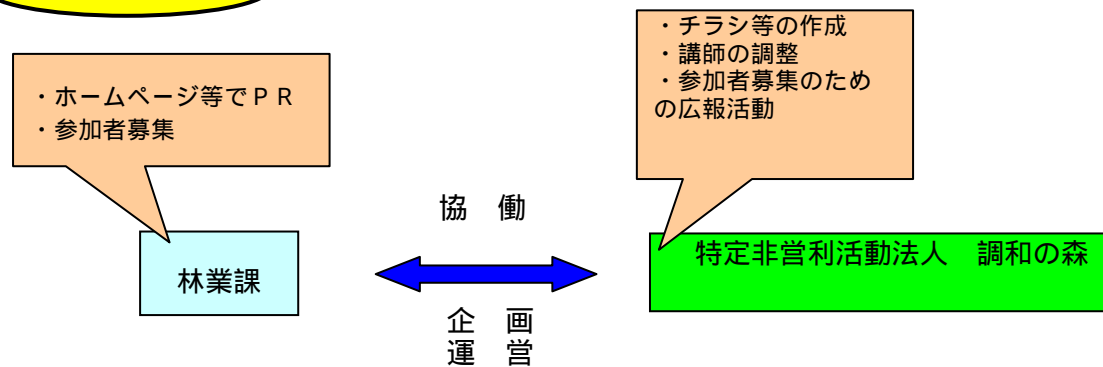 ・ホームページ等でＰＲ
・参加者募集
・チラシ等の作成
・講師の調整
・参加者募集のため
の広報活動
協　働
林業課
特定非営利活動法人　調和の森
企　画
運　営